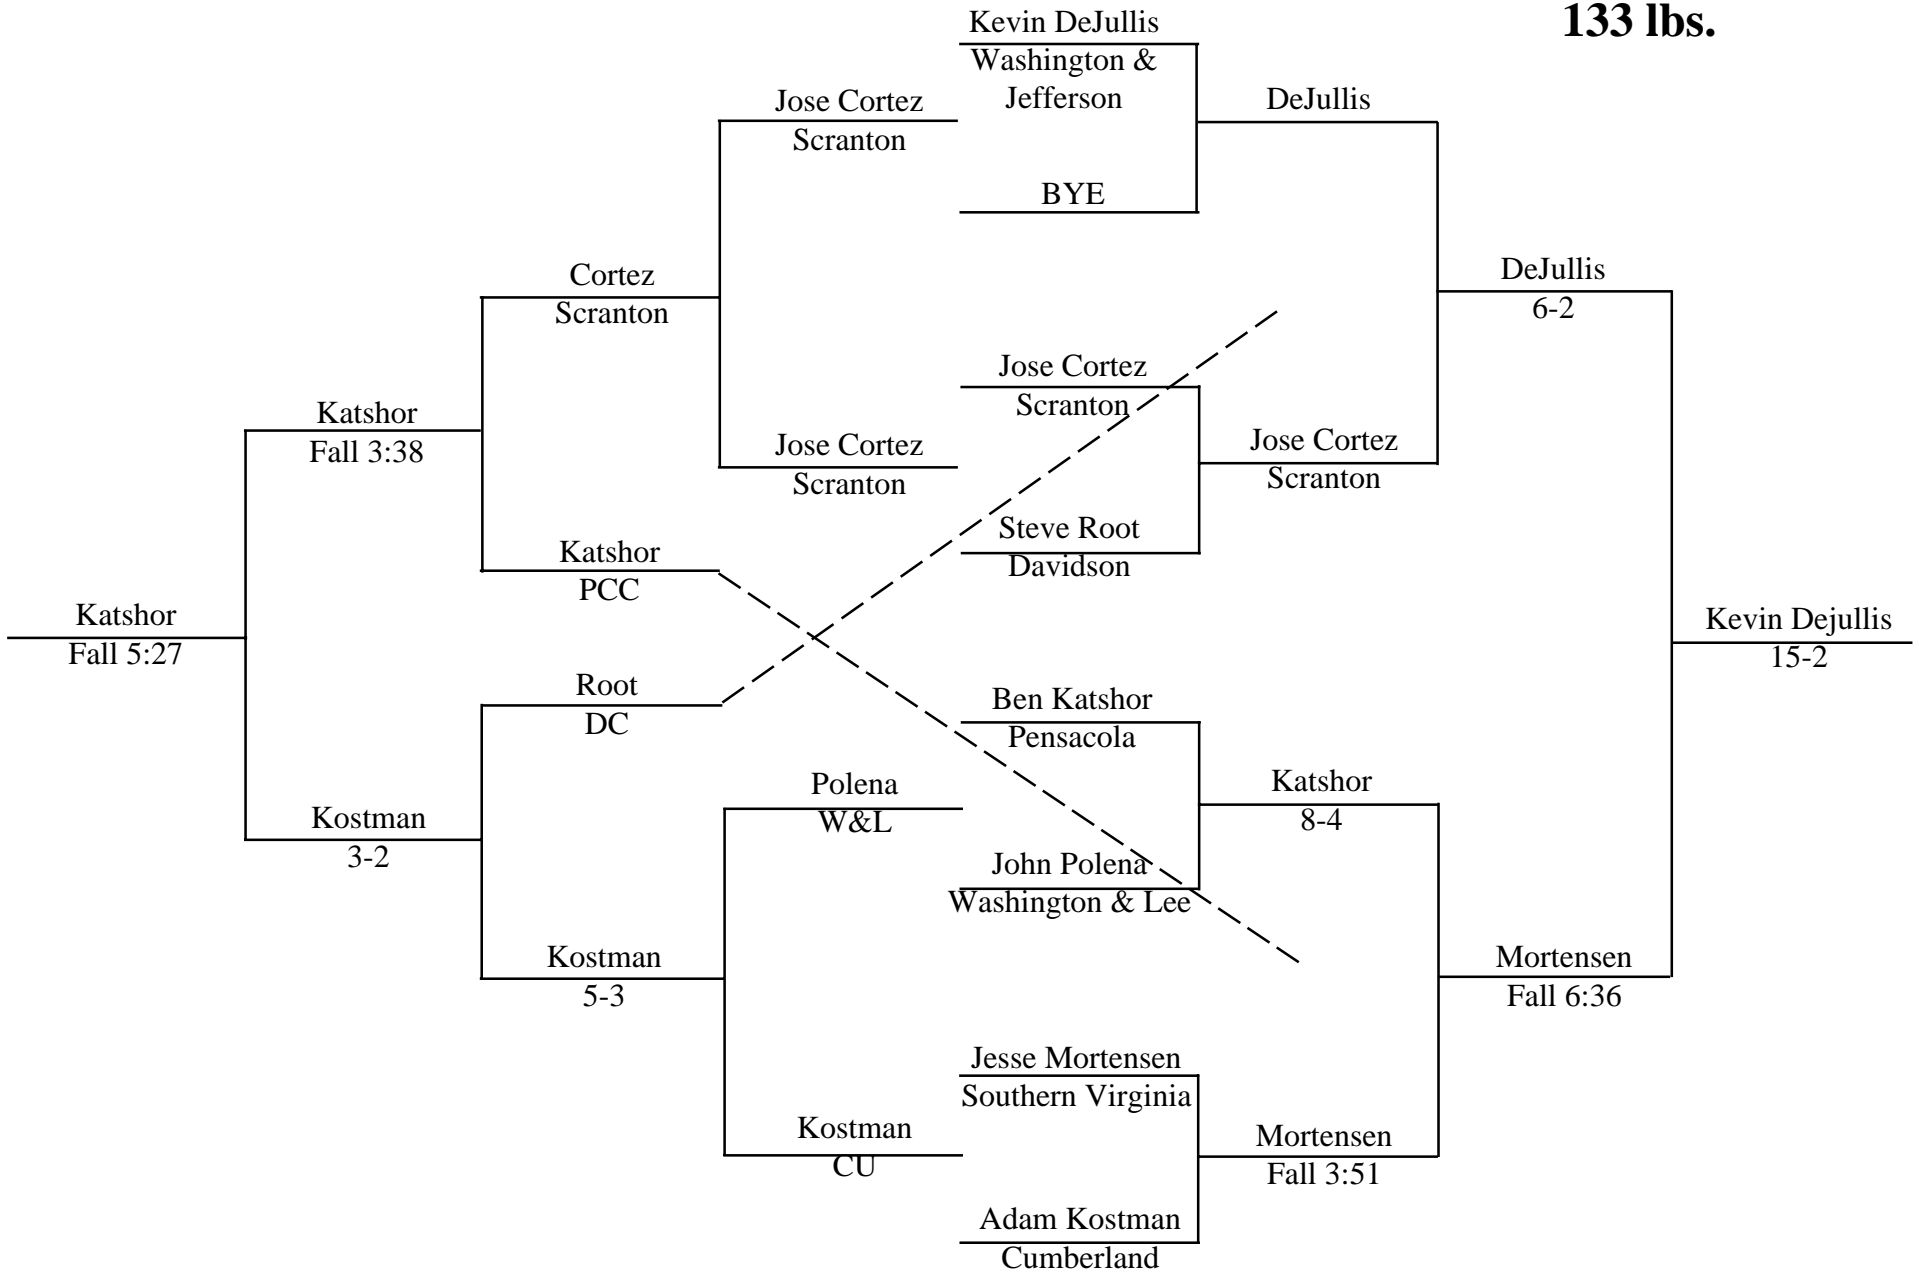 133 lbs.
Kevin DeJullis
Washington &
Jefferson
BYE
Jose Cortez
Scranton
Steve Root
Davidson
Ben Katshor
Pensacola
John Polena
Washington & Lee
Jesse Mortensen
Southern Virginia
Adam Kostman
Cumberland
DeJullis
Jose Cortez
Scranton
Katshor
8-4
Mortensen
Fall 3:51
DeJullis
6-2
Mortensen
Fall 6:36
Kevin Dejullis
15-2
Jose Cortez
Scranton
Jose Cortez
Scranton
Polena
W&L
Kostman
CU
Cortez
Scranton
Katshor
PCC
Root
DC
Kostman
5-3
Katshor
Fall 3:38
Kostman
3-2
Katshor
Fall 5:27